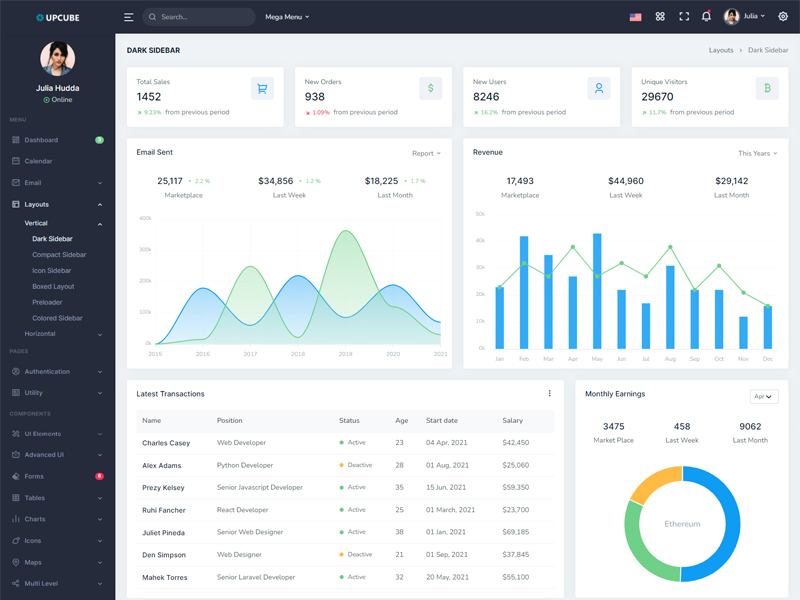 UPCUBE
Search...
Mega Menu
Julia
Julia Hudda
Online
MENU
Dashboard 3
Calendar
Email
Layouts
Vertical
Dark Sidebar
Compact Sidebar
Icon Sidebar
Boxed Layout
Preloader
Colored Sidebar
Horizontal
PAGES
Authentication
Utility
COMPONENTS
UI Elements
Advanced UI
Forms 8
Tables
Charts
Icons
Maps
Multi Level
DARK SIDEBAR
Layouts > Dark Sidebar
Total Sales
1452
9.23% from previous period
New Orders
938
1.09% from previous period
New Users
8246
16.2% from previous period
Unique Visitors
29670
11.7% from previous period
Email Sent
Report
25,117 2.2 %
Marketplace
$34,856 1.2 %
Last Week
$18,225 1.7 %
Last Month
400k
300k
200k
100k
0k
2015 2016 2017 2018 2019 2020 2021
Revenue
This Years
17,493
Marketplace
$44,960
Last Week
$29,142
Last Month
50k
40k
30k
20k
10k
0k
Jan Feb Mar Apr May Jun Jul Aug Sep Oct Nov Dec
Latest Transactions
Name Position Status Age Start date Salary
Charles Casey Web Developer Active 23 04 Apr, 2021 $42,450
Alex Adams Python Developer Deactive 28 01 Aug, 2021 $25,060
Prezy Kelsey Senior Javascript Developer Active 35 15 Jun, 2021 $59,350
Ruhi Fancher React Developer Active 25 01 March, 2021 $23,700
Juliet Pineda Senior Web Designer Active 38 01 Jan, 2021 $69,185
Den Simpson Web Designer Deactive 21 01 Sep, 2021 $37,845
Mahek Torres Senior Laravel Developer Active 32 20 May, 2021 $55,100
Monthly Earnings
Apr
3475
Market Place
458
Last Week
9062
Last Month
Ethereum